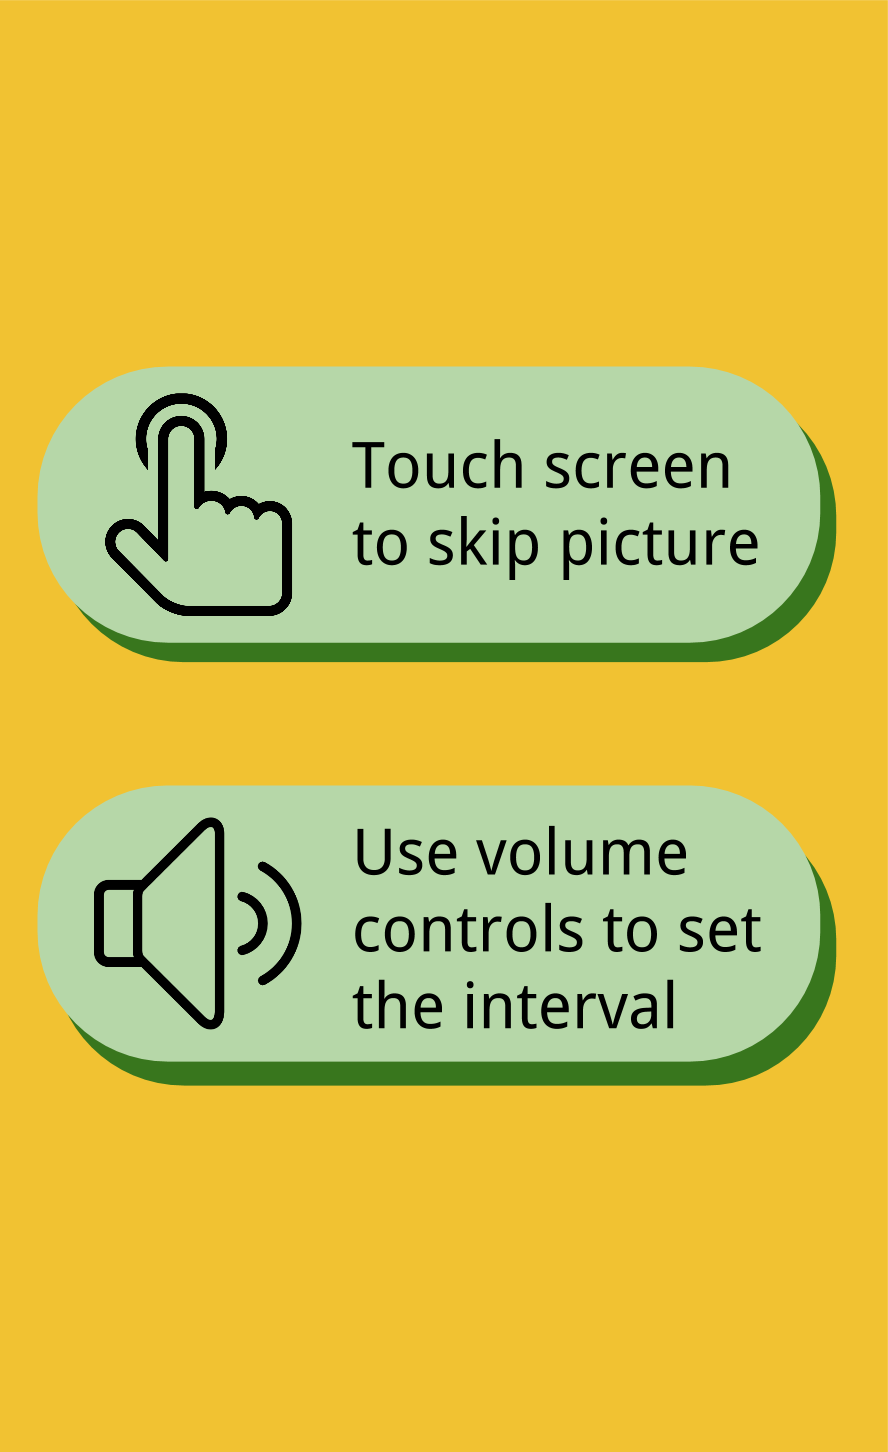 Touch screen
to skip picture
Use volume
controls to set
the interval